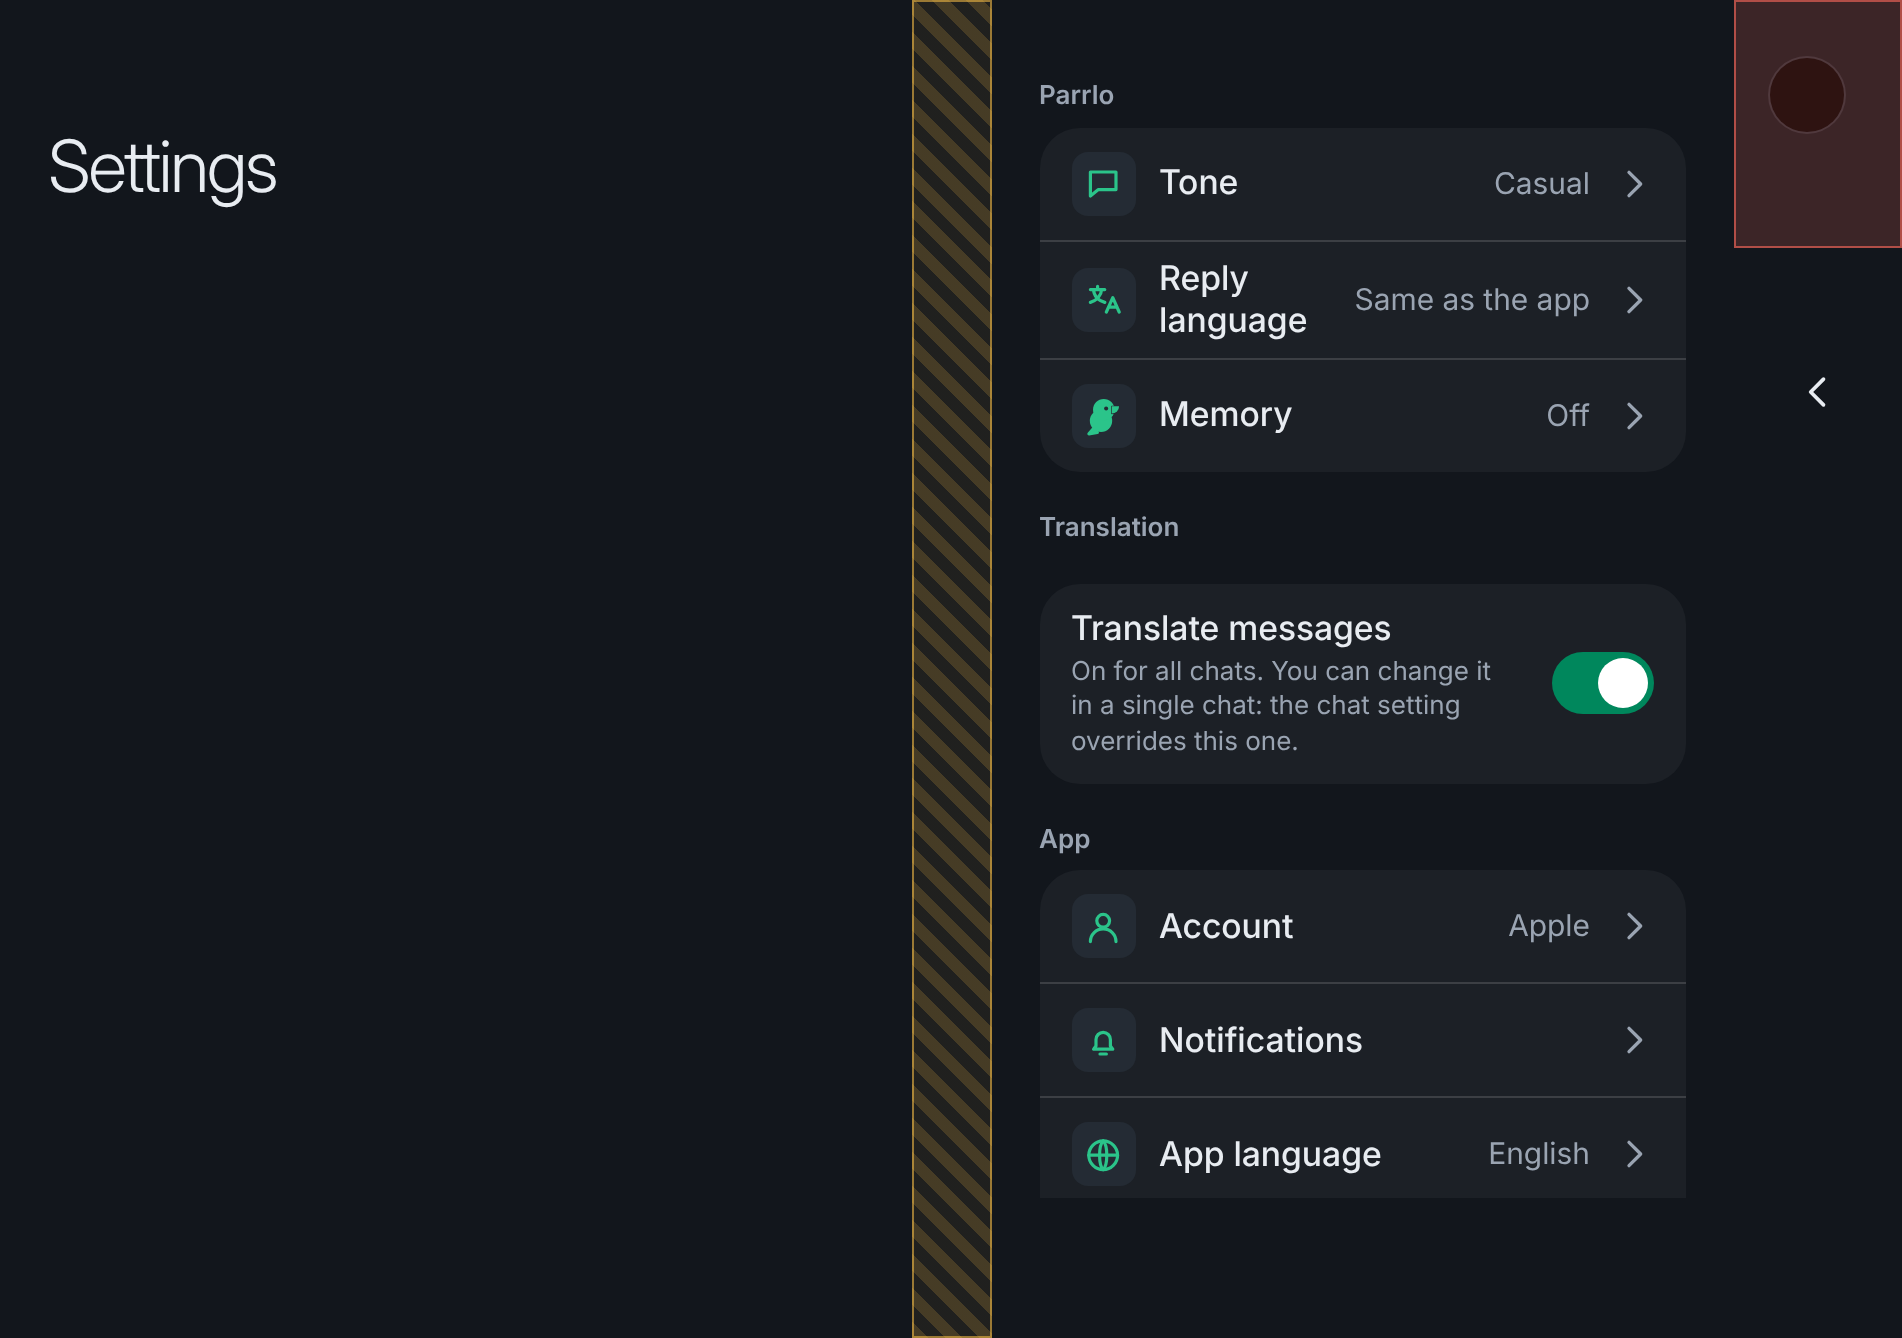 Settings
Parrlo
Tone
Casual
Reply
language
Same as the app
Memory
Off
Translation
Translate messages
On for all chats. You can change it
in a single chat: the chat setting
overrides this one.
App
Account
Apple
Notifications
App language
English